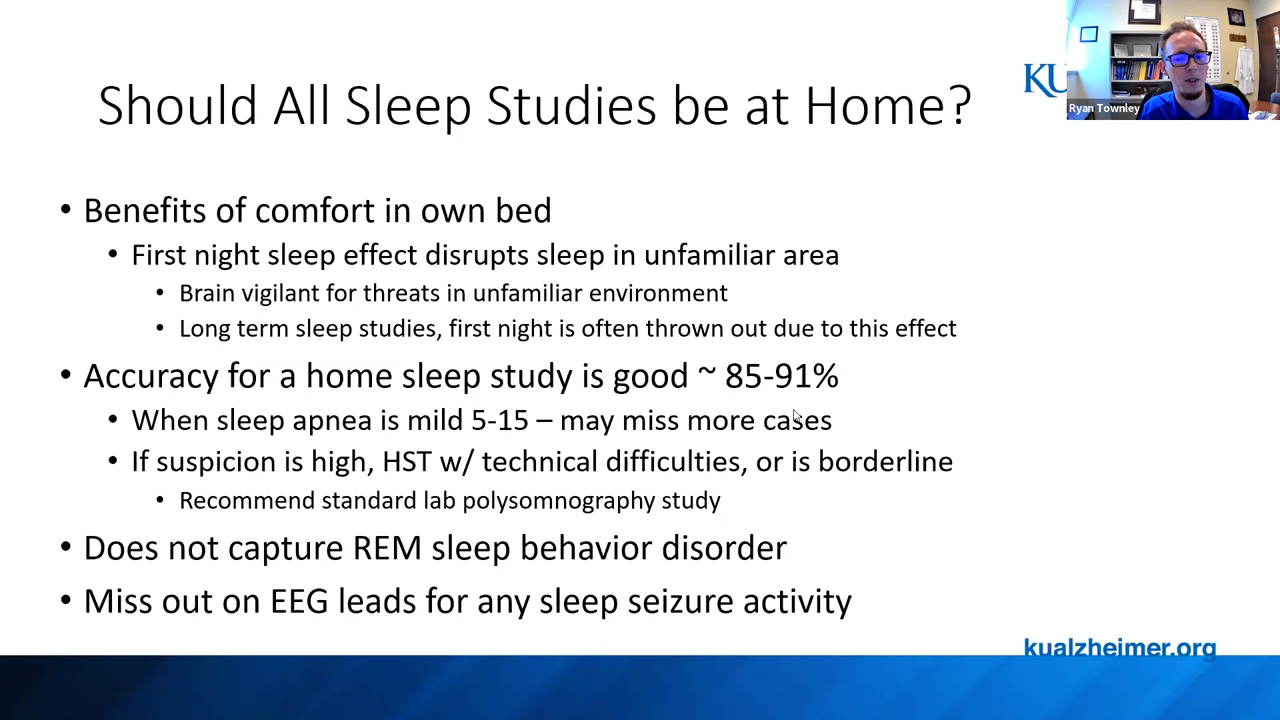 Should All Sleep Studies be at Home?
KU
Ryan Townley
• Benefits of comfort in own bed
• First night sleep effect disrupts sleep in unfamiliar area
• Brain vigilant for threats in unfamiliar environment
• Long term sleep studies, first night is often thrown out due to this effect
• Accuracy for a home sleep study is good ~ 85-91%
• When sleep apnea is mild 5-15 – may miss more cases
• If suspicion is high, HST w/ technical difficulties, or is borderline
• Recommend standard lab polysomnography study
• Does not capture REM sleep behavior disorder
• Miss out on EEG leads for any sleep seizure activity
kualzheimer.org